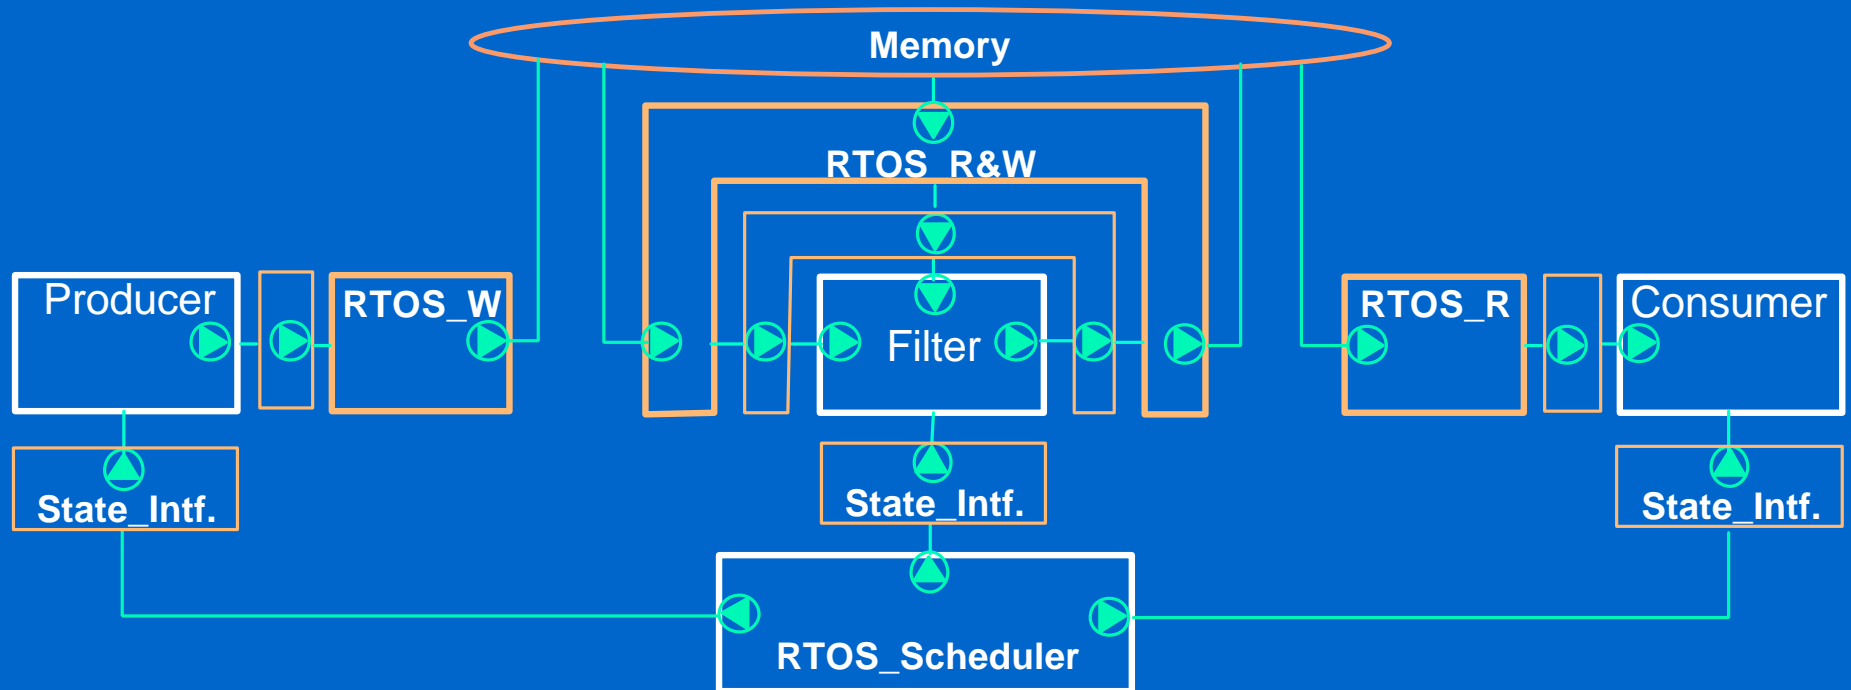 Memory
RTOS_R&W
Producer
RTOS_W
Filter
RTOS_R
Consumer
State_Intf.
State_Intf.
State_Intf.
RTOS_Scheduler